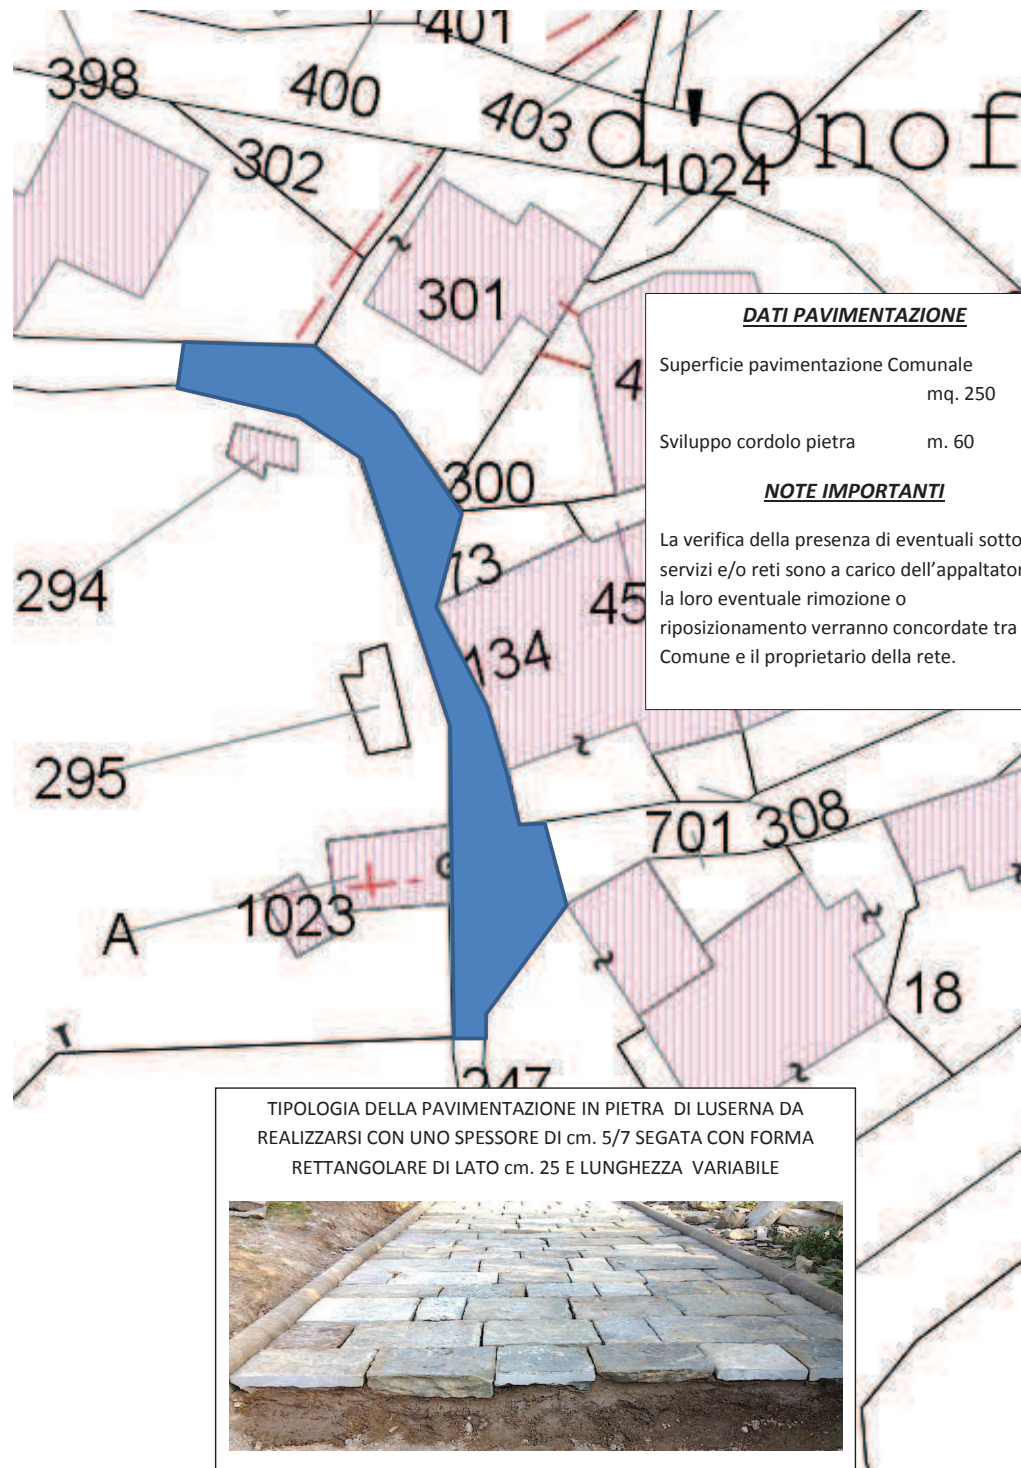 401
398
400
403
d'Onof
302
1024
301
DATI PAVIMENTAZIONE
Superficie pavimentazione Comunale
mq. 250
4
Sviluppo cordolo pietra m. 60
300
NOTE IMPORTANTI
La verifica della presenza di eventuali sotto
servizi e/o reti sono a carico dell'appaltator
la loro eventuale rimozione o
riposizionamento verranno concordate tra
Comune e il proprietario della rete.
73
294
45
134
295
701 308
A
1023
18
247
TIPOLOGIA DELLA PAVIMENTAZIONE IN PIETRA DI LUSERNA DA
REALIZZARSI CON UNO SPESSORE DI cm. 5/7 SEGATA CON FORMA
RETTANGOLARE DI LATO cm. 25 E LUNGHEZZA VARIABILE